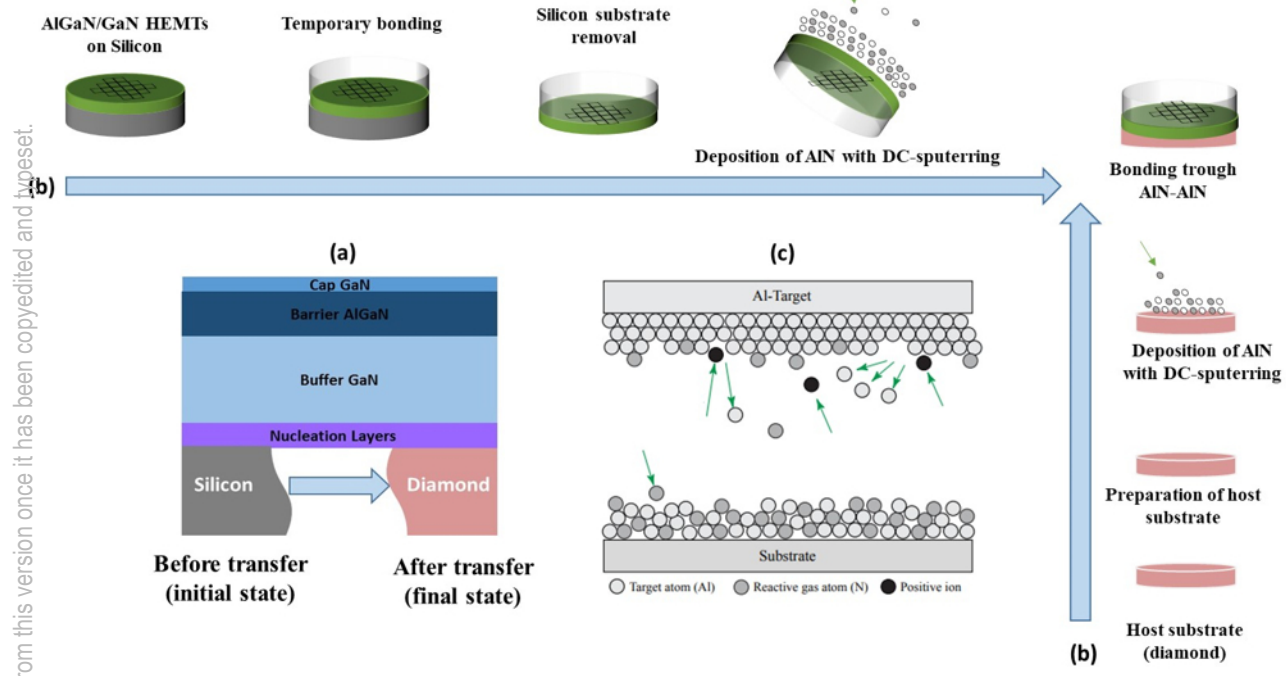 AlGaN/GaN HEMTs
on Silicon
Temporary bonding
Silicon substrate
removal
Deposition of AlN with DC-sputerring
Bonding trough
AlN-AlN
(b)
from this version once it has been copyedited and typeset.
(a)
Cap GaN
Barrier AlGaN
Buffer GaN
Nucleation Layers
Silicon
Diamond
Before transfer
(initial state)
After transfer
(final state)
(c)
Al-Target
Substrate
Target atom (Al)
Reactive gas atom (N)
Positive ion
Deposition of AlN
with DC-sputerring
Preparation of host
substrate
Host substrate
(diamond)
(b)